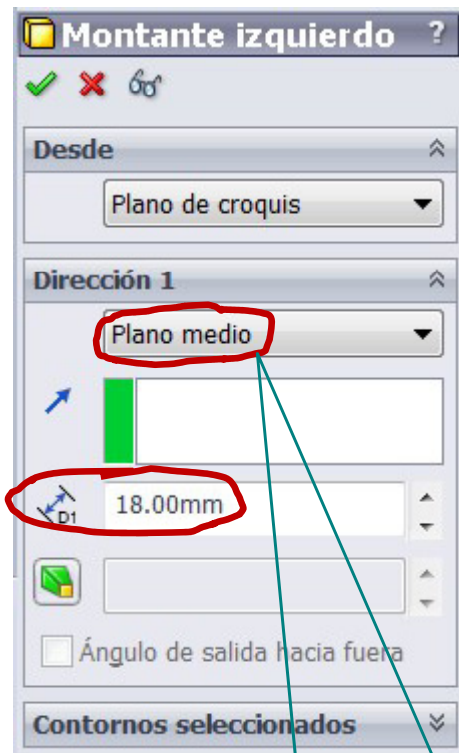 Montante izquierdo ?
Desde
Plano de croquis
Dirección 1
Plano medio
D1 18.00mm
Ángulo de salida hacia fuera
Contornos seleccionados